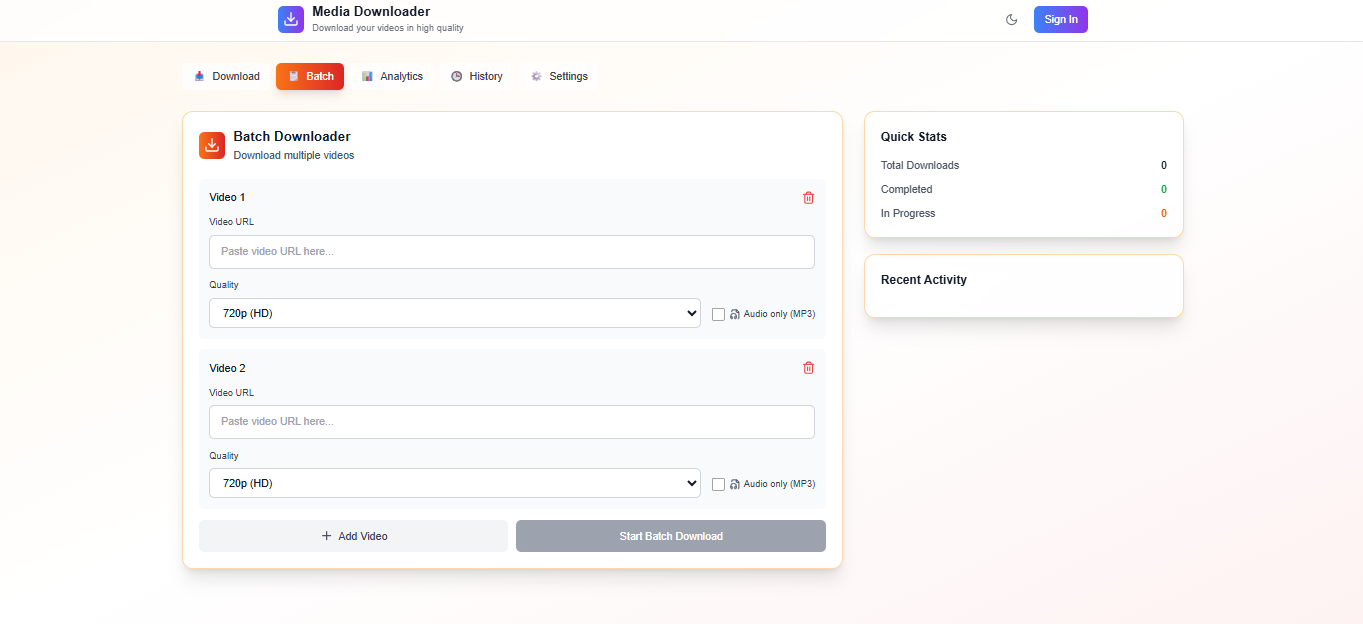 Media Downloader
Download your videos in high quality
Sign In
Download
Batch
Analytics
History
Settings
Batch Downloader
Download multiple videos
Video 1
Video URL
Paste video URL here...
Quality
720p (HD)
Audio only (MP3)
Video 2
Video URL
Paste video URL here...
Quality
720p (HD)
Audio only (MP3)
+ Add Video
Start Batch Download
Quick Stats
Total Downloads 0
Completed 0
In Progress 0
Recent Activity